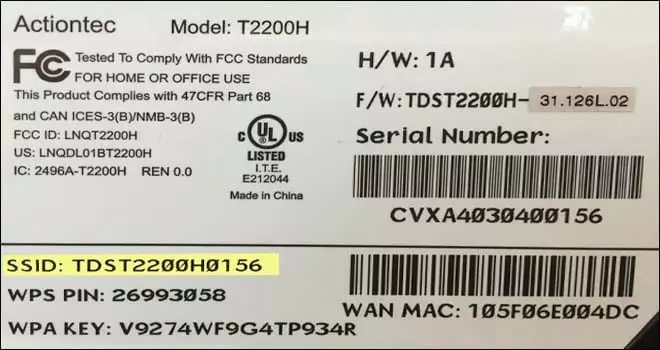 Actiontec Model: T2200H
FC Tested To Comply With FCC Standards
FOR HOME OR OFFICE USE
This Product Complies with 47CFR Part 68
and CAN ICES-3(B)/NMB-3(B)
FCC ID: LNQT2200H
US: LNQDL01BT2200H
IC: 2496A-T2200H REN 0.0
C UL US
LISTED
I.T.E.
E212044
Made in China
H/W: 1A
F/W: TDST2200H-31.126L.02
Serial Number:
CVXA4030400156
SSID: TDST2200H0156
WPS PIN: 26993058
WPA KEY: V9274WF9G4TP934R
WAN MAC: 105F06E004DC